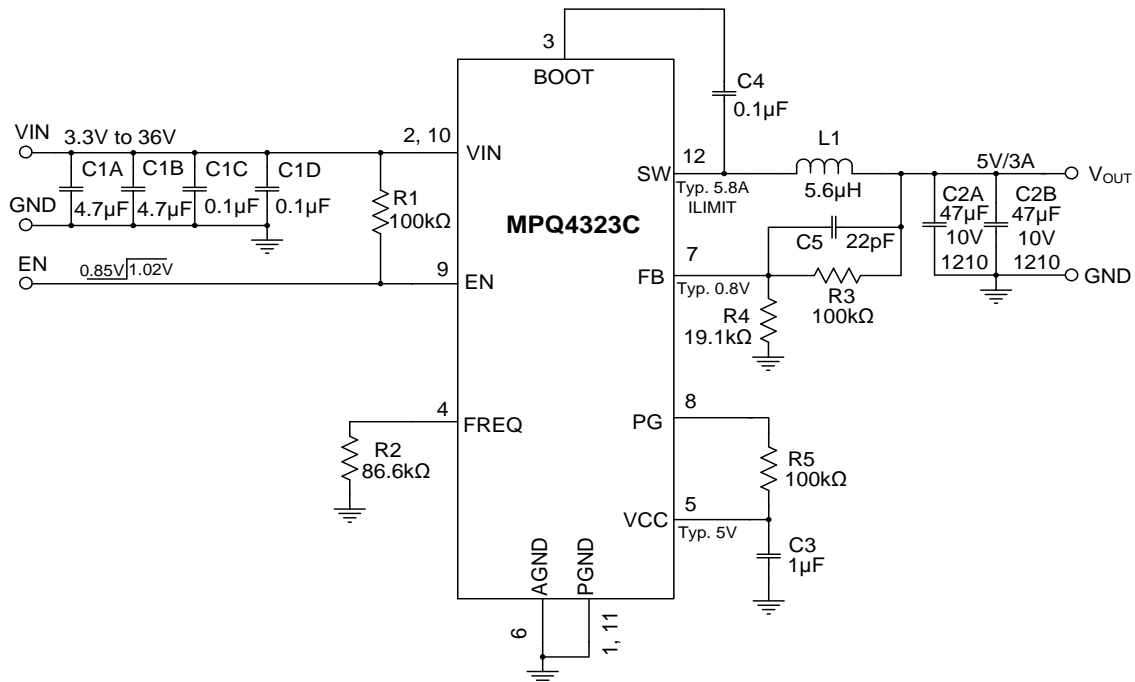 3
BOOT
C4
0.1µF
VIN
3.3V to 36V
2, 10
VIN
C1A
C1B
C1C
C1D
4.7µF
4.7µF
0.1µF
0.1µF
GND
R1
100kΩ
EN
0.85V
1.02V
9
EN
MPQ4323C
12
SW
Typ. 5.8A
ILIMIT
L1
5.6µH
5V/3A
VOUT
C2A
47µF
10V
1210
C2B
47µF
10V
1210
GND
C5
22pF
7
FB
Typ. 0.8V
R3
100kΩ
R4
19.1kΩ
4
FREQ
R2
86.6kΩ
8
PG
R5
100kΩ
5
VCC
Typ. 5V
C3
1µF
AGND
PGND
6
1, 11